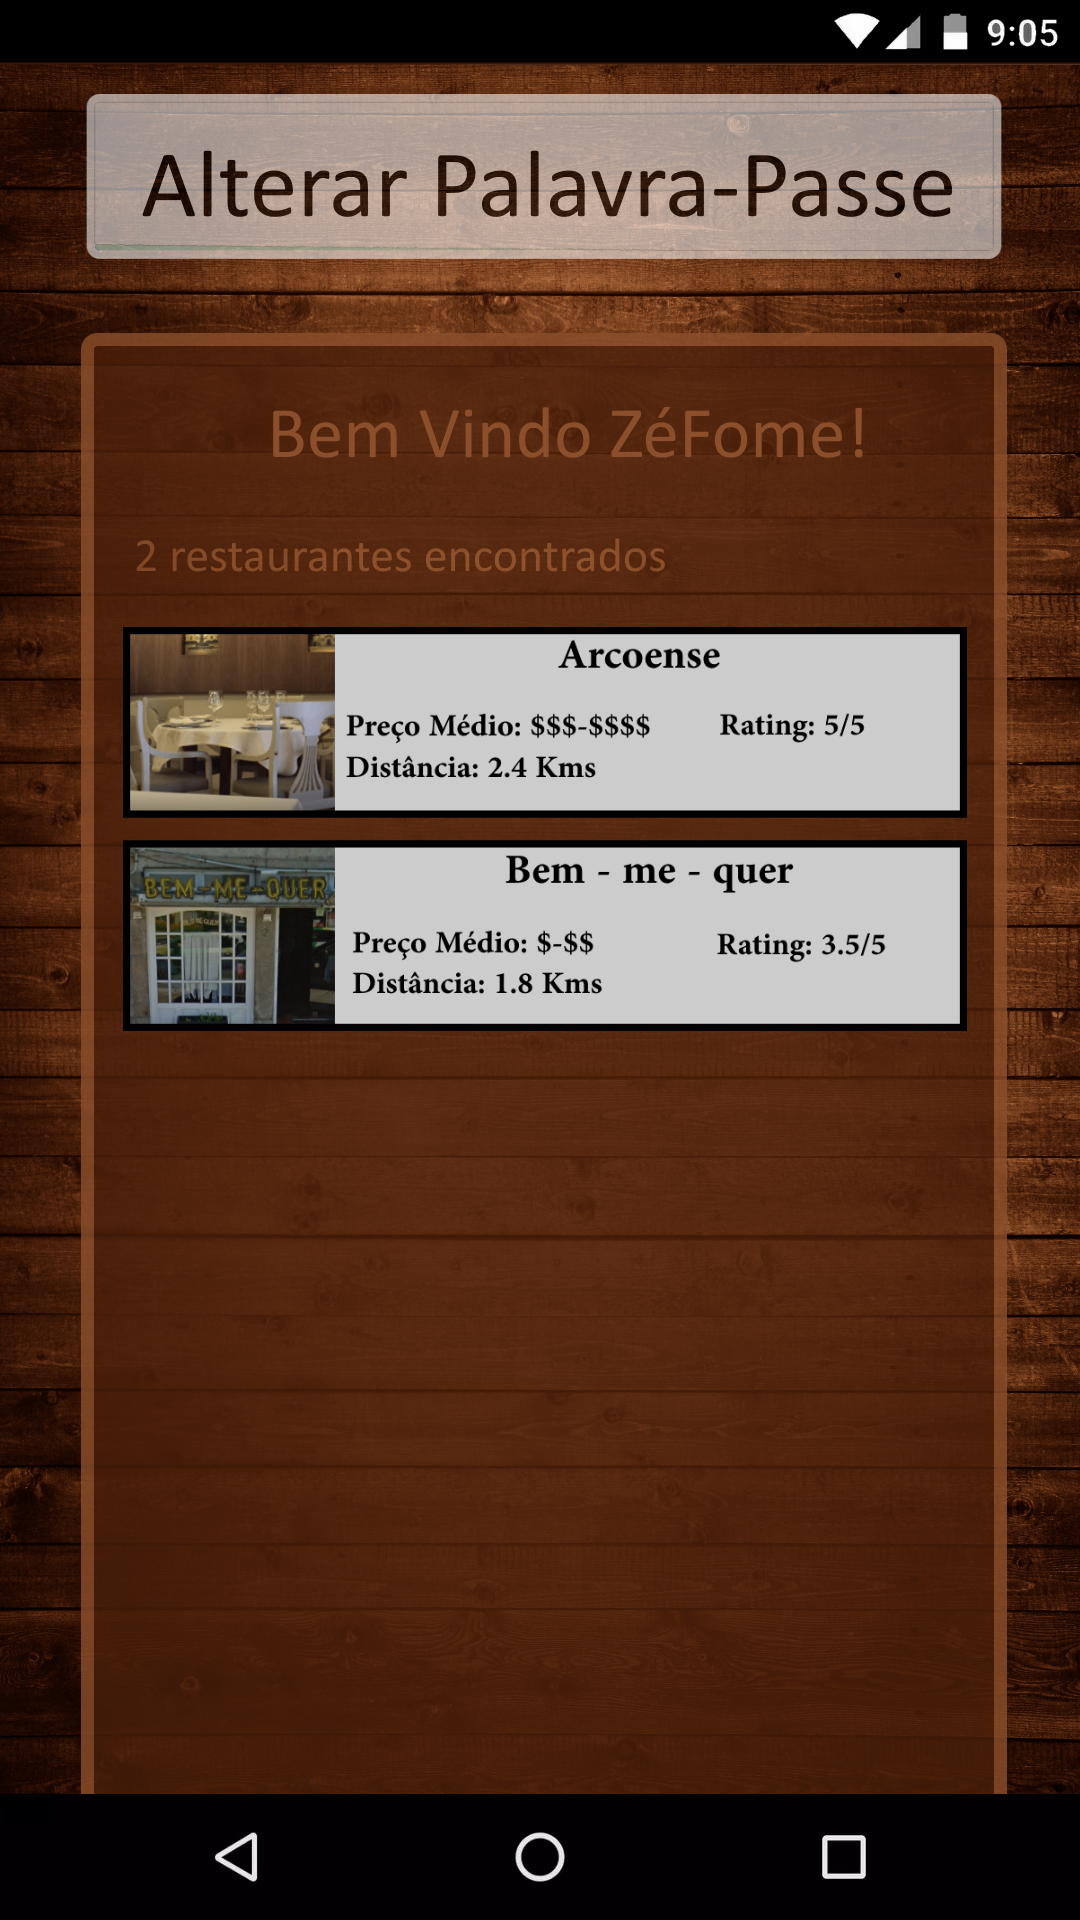 9:05
Alterar Palavra-Passe
Bem Vindo ZéFome!
2 restaurantes encontrados
Arcoense
Preço Médio: $$$-$$$$ Rating: 5/5
Distância: 2.4 Kms
Bem - me - quer
BEM-ME-QUER
Preço Médio: $-$$ Rating: 3.5/5
Distância: 1.8 Kms